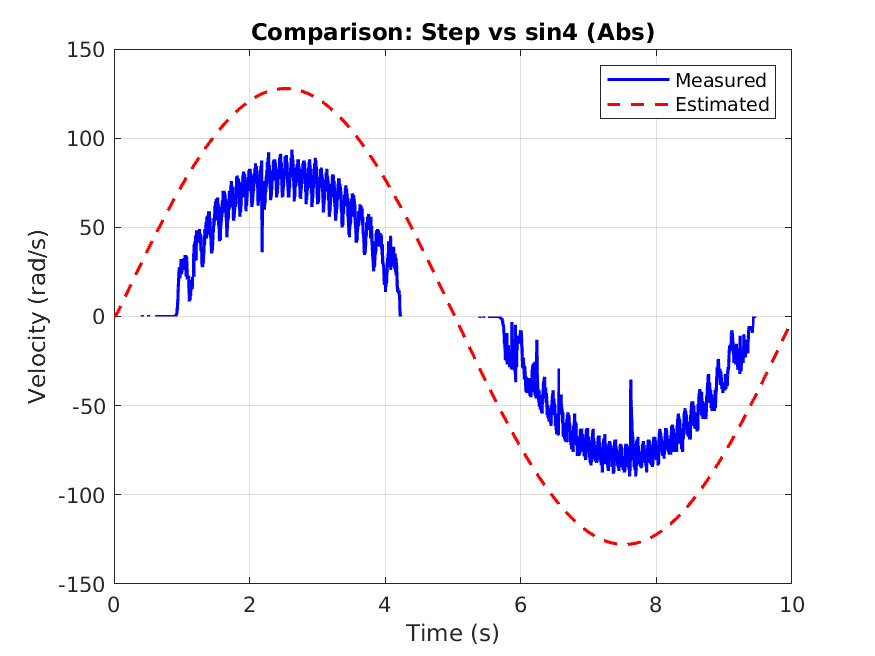 Comparison: Step vs sin4 (Abs)
Measured
Estimated
150
100
50
0
-50
-100
-150
Velocity (rad/s)
0 2 4 6 8 10
Time (s)